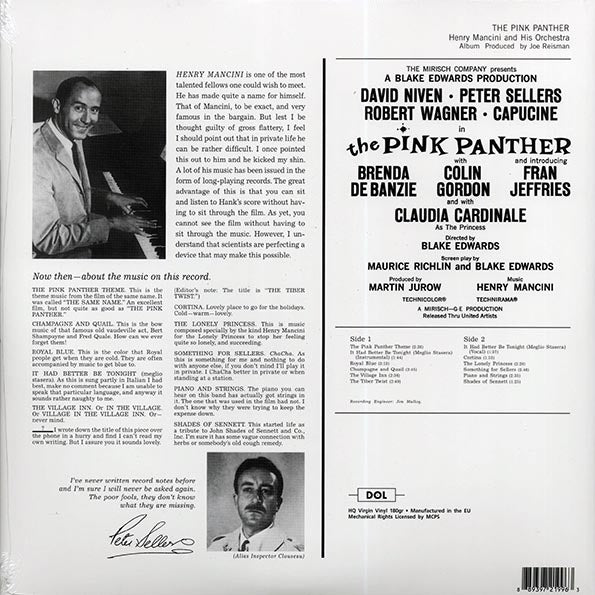 THE PINK PANTHER
Henry Mancini and His Orchestra
Album Produced by Joe Reisman
HENRY MANCINI is one of the most
talented fellows one could wish to meet.
He has made quite a name for himself.
That of Mancini, to be exact, and very
famous in the bargain. But lest I be
thought guilty of gross flattery, I feel
I should point out that in private life he
can be rather difficult. I once pointed
this out to him and he kicked my shin.
A lot of his music has been issued in the
form of long-playing records. The great
advantage of this is that you can sit
and listen to Hank's score without hav-
ing to sit through the film. As yet, you
cannot see the film without having to
sit through the music. However, I un-
derstand that scientists are perfecting a
device that may make this possible.
Now then—about the music on this record.
THE PINK PANTHER THEME. This is the
theme music from the film of the same name. It
was called "THE SAME NAME." An excellent
film, but not quite as good as "THE PINK
PANTHER."
CHAMPAGNE AND QUAIL. This is the bow
music of that famous old vaudeville act, Bert
Shampoyne and Fred Quale. How can we ever
forget them!
ROYAL BLUE. This is the color that Royal
people get when they are cold. They are often
accompanied by music to get blue to.
IT HAD BETTER BE TONIGHT (meglio
stasera). As this is sung partly in Italian I had
best, make no comment because I am unable to
speak that particular language, and anyway it
sounds rather naughty to me.
THE VILLAGE INN. Or IN THE VILLAGE.
Or VILLAGE IN THE VILLAGE INN. Or—
never mind.
? I wrote down the title of this piece over
the phone in a hurry and find I can't read my
own writing. But I assure you it sounds lovely.
(Editor's note: The title is "THE TIBER
TWIST.")
CORTINA. Lovely place to go for the holidays.
Cold—warm—lovely.
THE LONELY PRINCESS. This is music
composed specially by the kind Henry Mancini
for the Lonely Princess to stop her feeling
quite so lonely, and succeeding.
SOMETHING FOR SELLERS. ChaCha. As
this is something for me and nothing to do
with anyone else, if you don't mind I'll play it
in private. I ChaCha better in private or when
standing at a station.
PIANO AND STRINGS. The piano you can
hear on this band has actually got strings in
it. The one that was used in the film had not. I
don't know why they were trying to keep the
expense down.
SHADES OF SENNETT. This started life as
a tribute to John Shades of Sennett and Co.,
Inc. I'm sure it has some vague connection with
herbs or somebody's old cough remedy.
I've never written record notes before
and I'm sure I will never be asked again.
The poor fools, they don't know
what they are missing.
Peter Sellers
(Alias Inspector Clouseau)
THE MIRISCH COMPANY presents
A BLAKE EDWARDS PRODUCTION
DAVID NIVEN · PETER SELLERS
ROBERT WAGNER · CAPUCINE
in
the PINK PANTHER
with and introducing
BRENDA COLIN FRAN
DE BANZIE GORDON JEFFRIES
and with
CLAUDIA CARDINALE
As The Princess
Directed by
BLAKE EDWARDS
Screen play by
MAURICE RICHLIN and BLAKE EDWARDS
Produced by Music
MARTIN JUROW HENRY MANCINI
TECHNICOLOR® TECHNIRAMA®
A MIRISCH—G E PRODUCTION
Released Thru United Artists
Side 1
The Pink Panther Theme (2:36)
It Had Better Be Tonight (Meglio Stasera)
(Instrumental) (1:44)
Royal Blue (3:10)
Champagne and Quail (2:45)
The Village Inn (2:36)
The Tiber Twist (2:49)
Side 2
It Had Better Be Tonight (Meglio Stasera)
(Vocal) (1:57)
Cortina (1:55)
The Lonely Princess (2:28)
Something for Sellers (2:48)
Piano and Strings (2:35)
Shades of Sennett (1:25)
Recording Engineer: Jim Malloy
DOL
HQ Virgin Vinyl 180gr • Manufactured in the EU
Mechanical Rights Licensed by MCPS
8 89397 21996 3